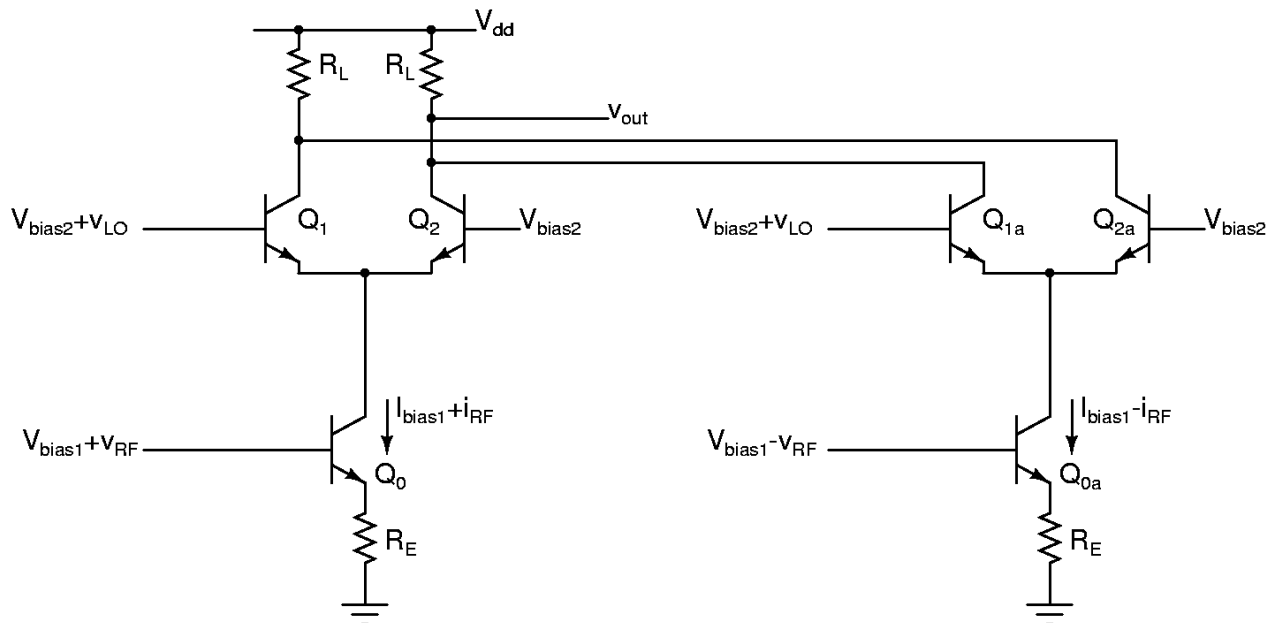 Vdd
RL RL
vout
Vbias2+vLO Q1 Q2 Vbias2 Vbias2+vLO Q1a Q2a Vbias2
Ibias1+iRF Ibias1-iRF
Vbias1+vRF Vbias1-vRF
Q0 Q0a
RE RE